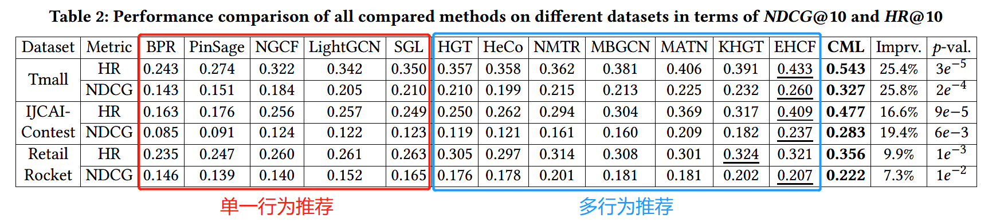 Table 2: Performance comparison of all compared methods on different datasets in terms of NDCG@10 and HR@10
Dataset Metric BPR PinSage NGCF LightGCN SGL HGT HeCo NMTR MBGCN MATN KHGT EHCF CML Imprv. p-val.
Tmall HR 0.243 0.274 0.322 0.342 0.350 0.357 0.358 0.362 0.381 0.406 0.391 0.433 0.543 25.4% 3e⁻⁵
NDCG 0.143 0.151 0.184 0.205 0.210 0.210 0.199 0.215 0.213 0.225 0.232 0.260 0.327 25.8% 2e⁻⁴
IJCAI-Contest HR 0.163 0.176 0.256 0.257 0.249 0.250 0.262 0.294 0.304 0.369 0.317 0.409 0.477 16.6% 9e−5
NDCG 0.085 0.091 0.124 0.122 0.123 0.119 0.121 0.161 0.160 0.209 0.182 0.237 0.283 19.4% 6e−3
Retail Rocket HR 0.235 0.247 0.260 0.261 0.263 0.305 0.297 0.314 0.308 0.301 0.324 0.321 0.356 9.9% 1e⁻³
NDCG 0.146 0.139 0.140 0.152 0.165 0.176 0.178 0.201 0.181 0.181 0.202 0.207 0.222 7.3% 1e⁻²
单一行为推荐 多行为推荐